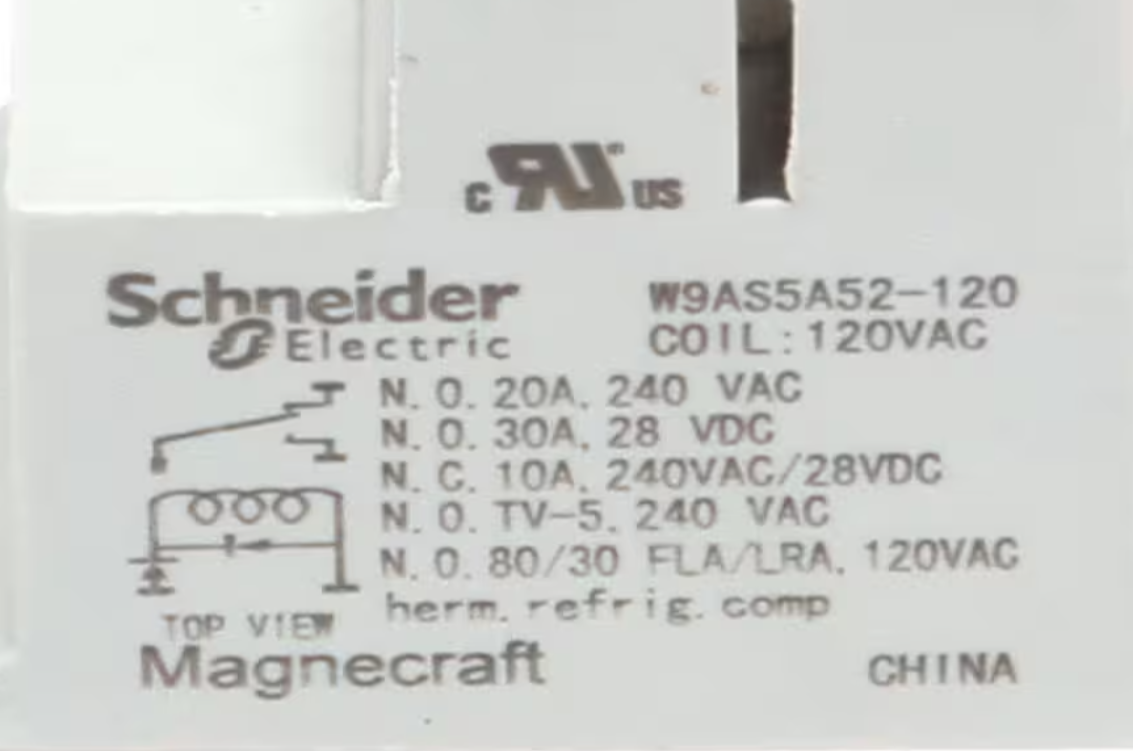 c RU US
Schneider
Electric
W9AS5A52-120
COIL:120VAC
N.O.20A.240 VAC
N.O.30A.28 VDC
N.C.10A.240VAC/28VDC
N.O.TV-5.240 VAC
N.O.80/30 FLA/LRA.120VAC
herm.refrig.comp
TOP VIEW
Magnecraft
CHINA